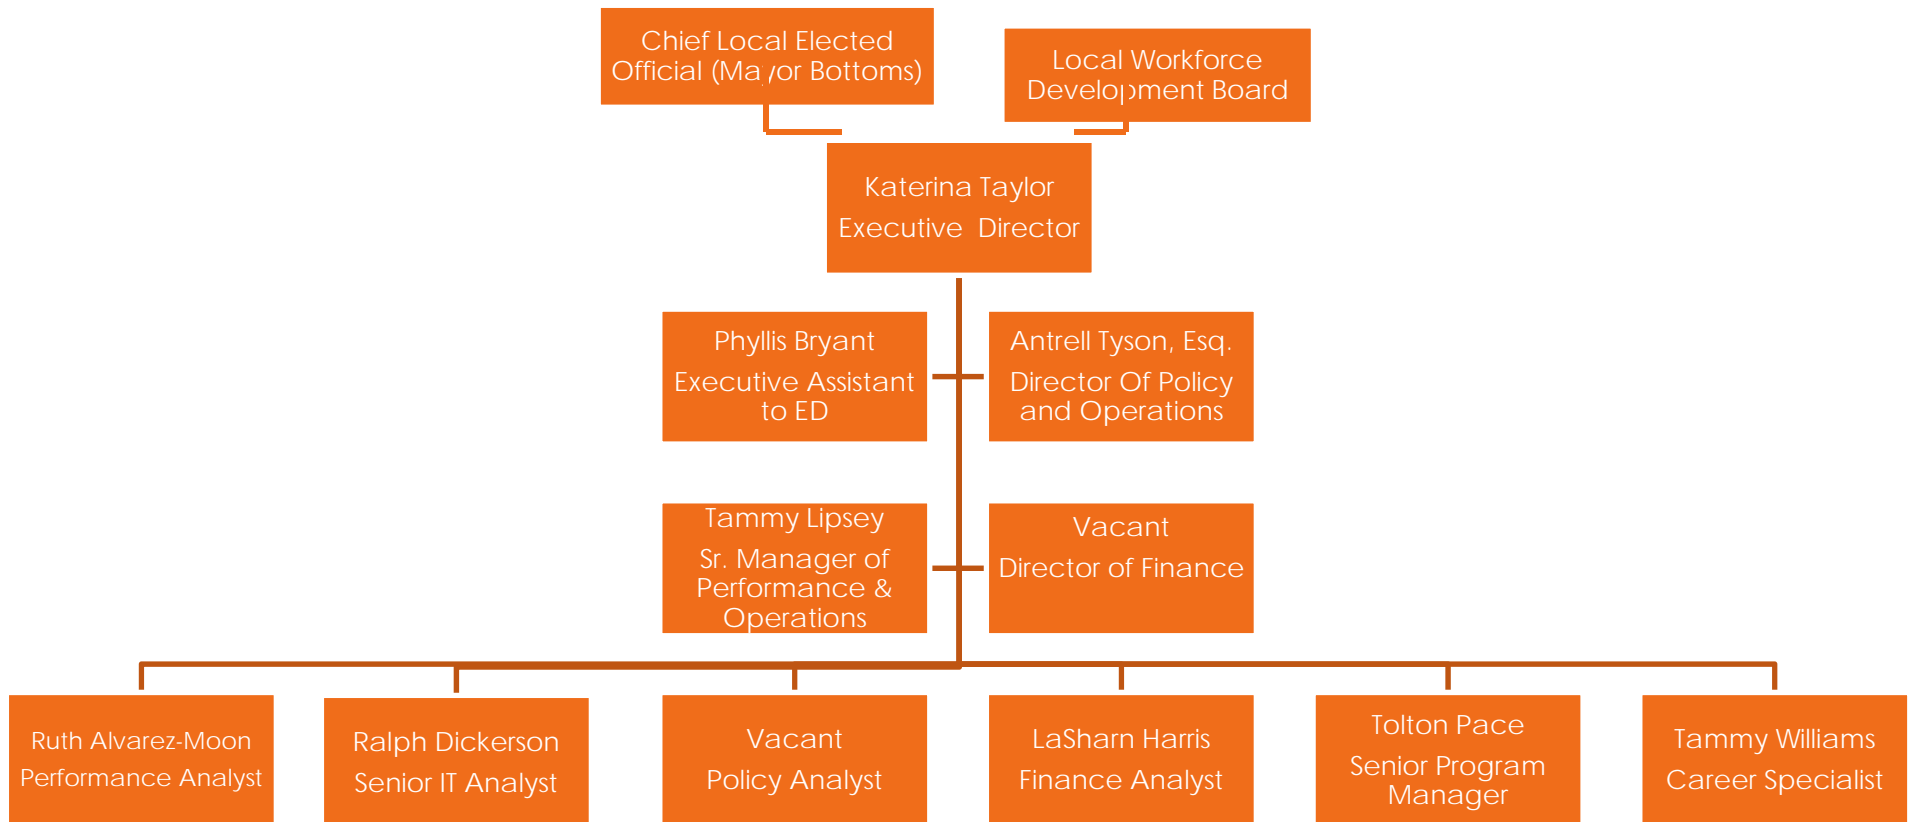 Chief Local Elected
Official (Mayor Bottoms)
Local Workforce
Development Board
Katerina Taylor
Executive Director
Phyllis Bryant
Executive Assistant
to ED
Antrell Tyson, Esq.
Director Of Policy
and Operations
Tammy Lipsey
Sr. Manager of
Performance &
Operations
Vacant
Director of Finance
Ruth Alvarez-Moon
Performance Analyst
Ralph Dickerson
Senior IT Analyst
Vacant
Policy Analyst
LaSharn Harris
Finance Analyst
Tolton Pace
Senior Program
Manager
Tammy Williams
Career Specialist